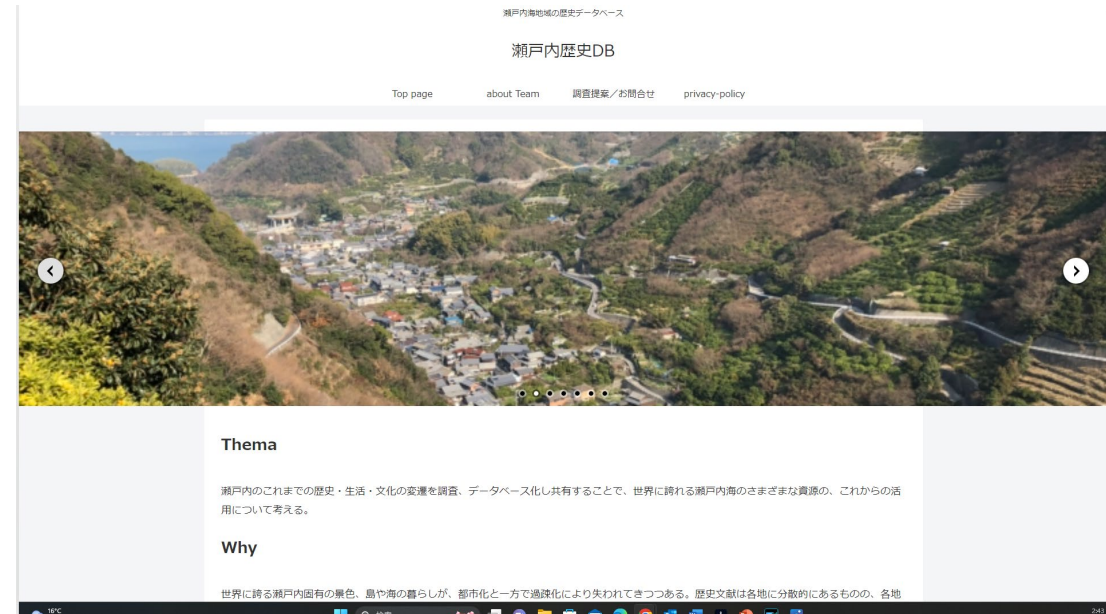 瀬戸内海地域の歴史データベース
瀬戸内歴史DB
Top page about Team 調査提案／お問合せ privacy-policy
Thema
瀬戸内のこれまでの歴史・生活・文化の変遷を調査、データベース化し共有することで、世界に誇れる瀬戸内海のさまざまな資源の、これからの活
用について考える。
Why
世界に誇る瀬戸内固有の景色、島や海の暮らしが、都市化と一方で過疎化により失われてきつつある。歴史文献は各地に分散的にあるものの、各地
16°C 検索 2:43